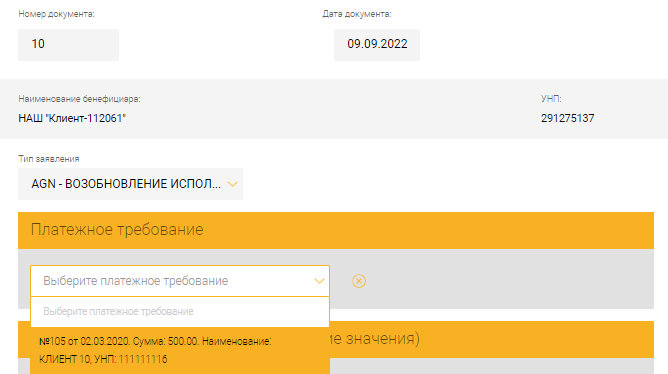 Номер документа: Дата документа:
10 09.09.2022
Наименование бенефициара: УНП:
НАШ "Клиент-112061" 291275137
Тип заявления
AGN - ВОЗОБНОВЛЕНИЕ ИСПОЛ...
Платежное требование
Выберите платежное требование
Выберите платежное требование
№105 от 02.03.2020. Сумма: 500.00. Наименование:
КЛИЕНТ 10, УНП: 111111116
значения)